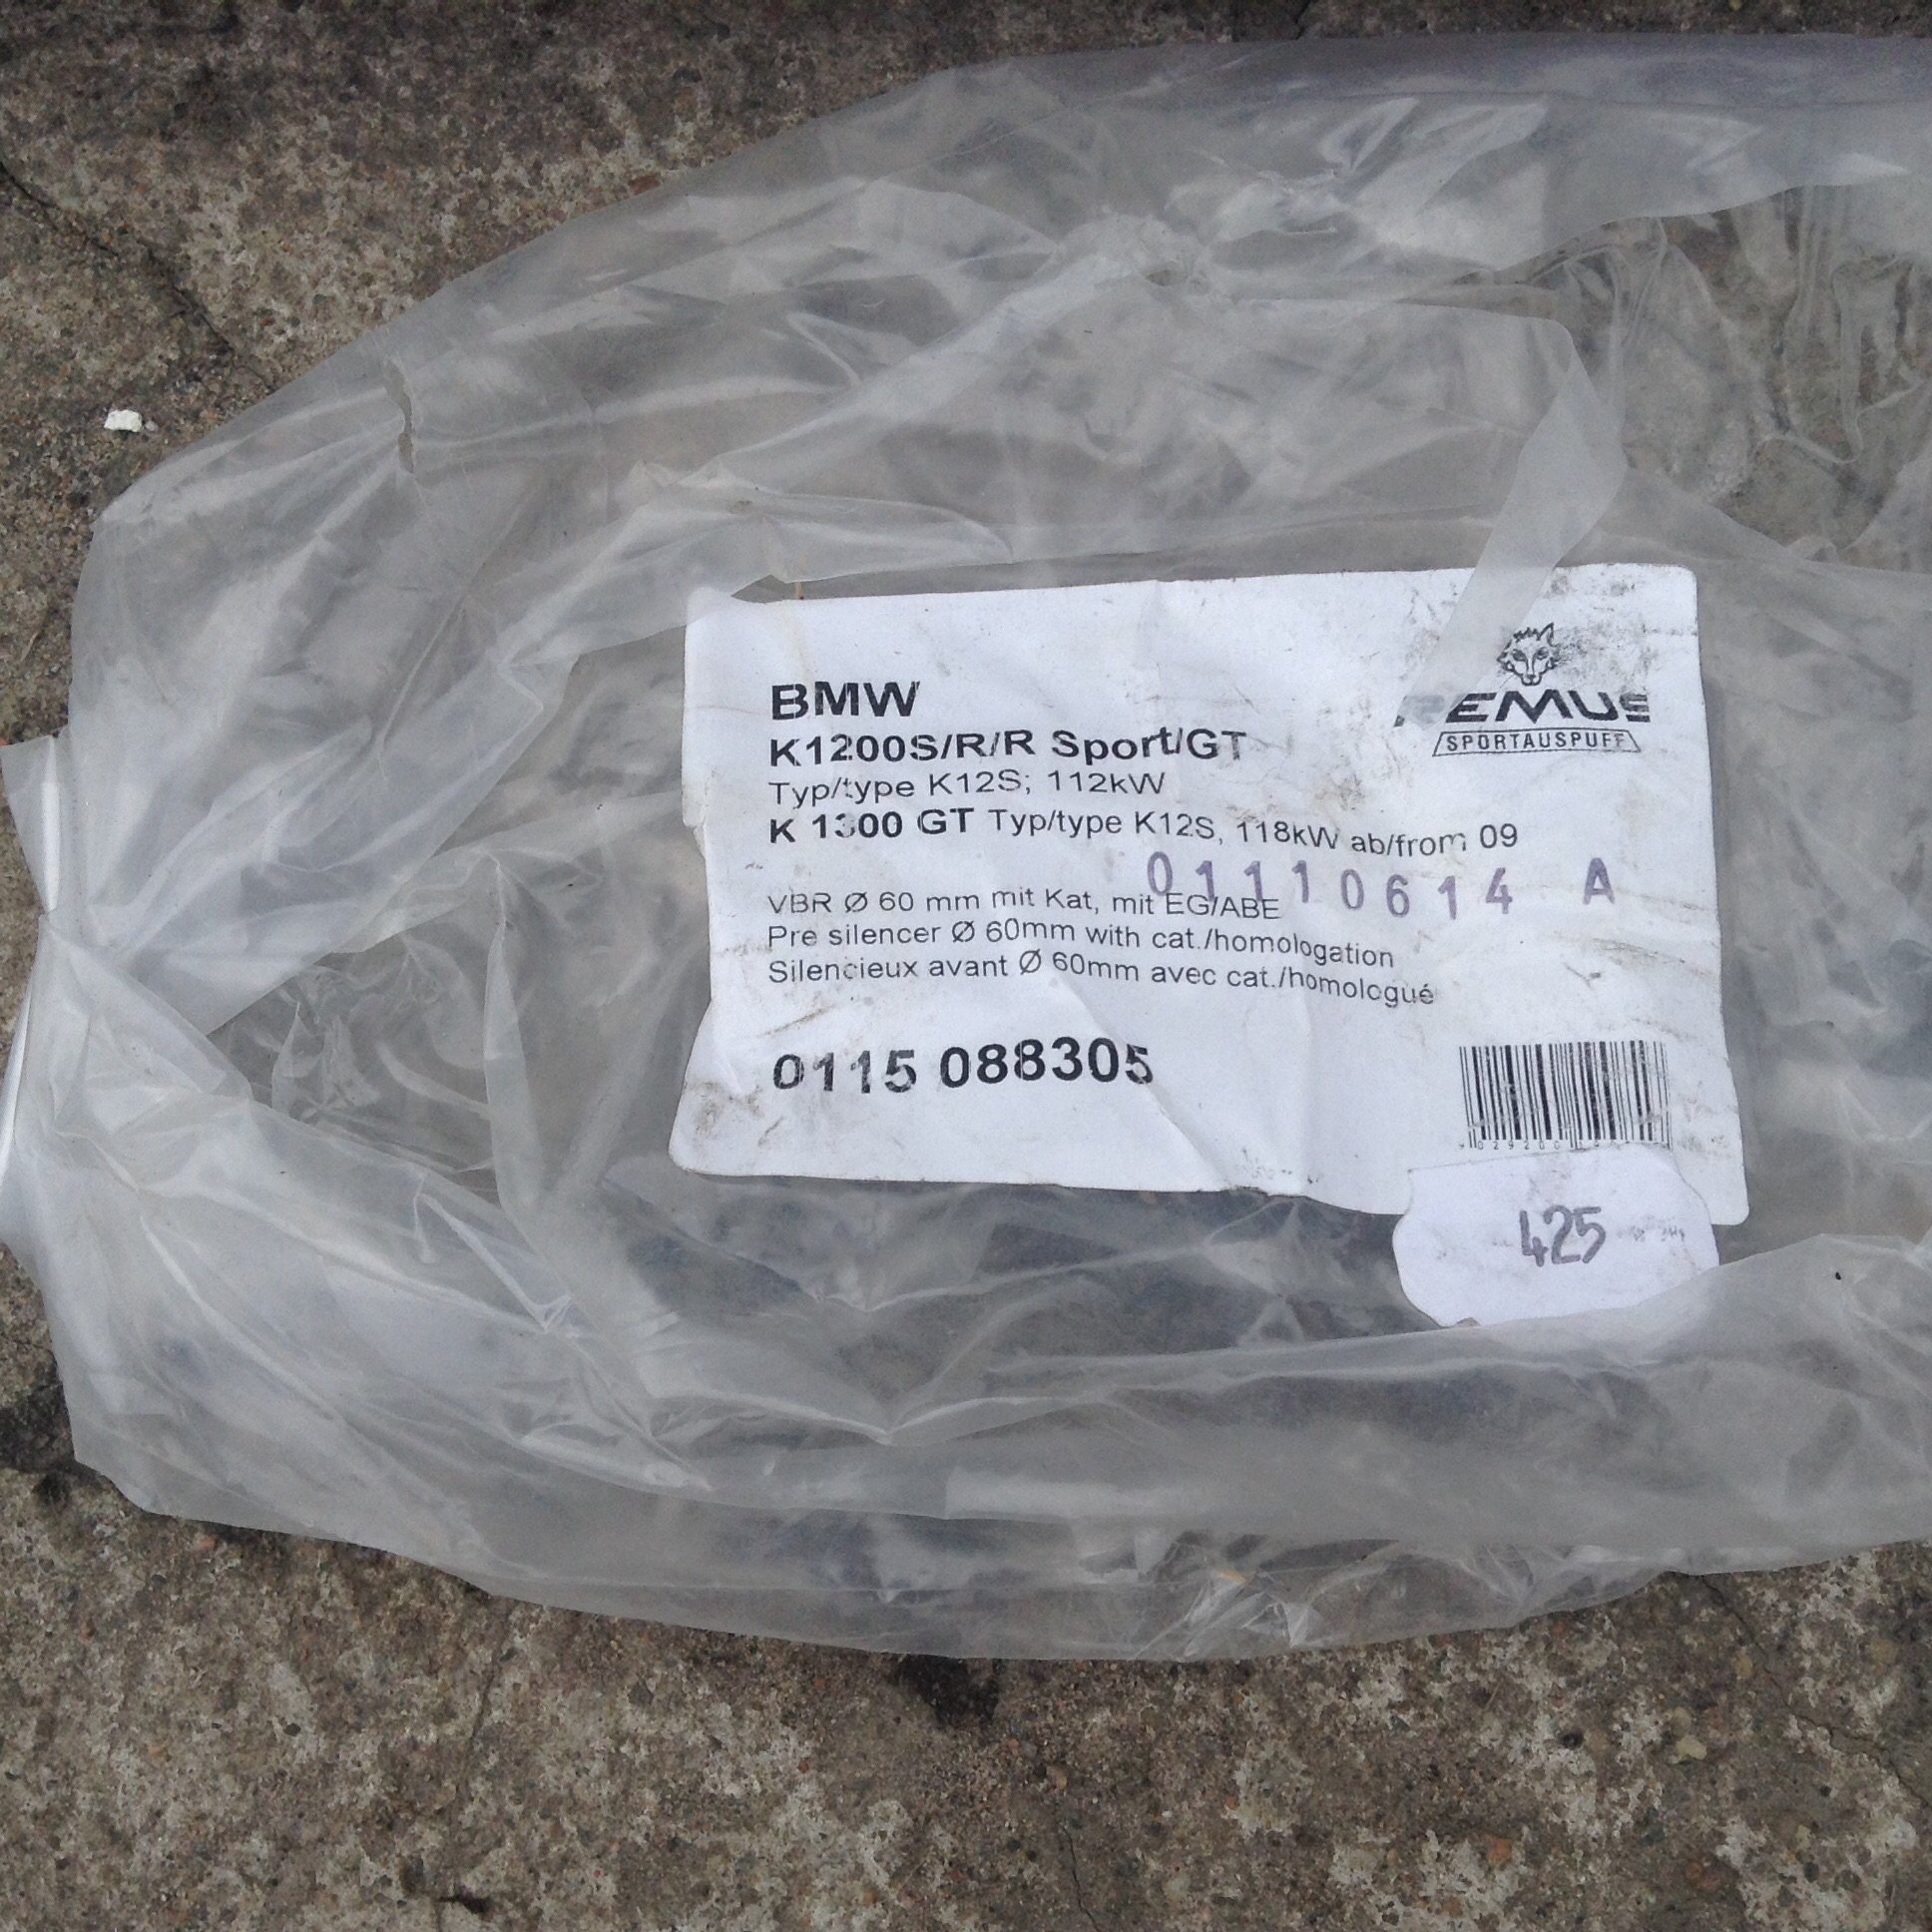 BMW
K1200S/R/R Sport/GT
Typ/type K12S; 112kW
K 1300 GT Typ/type K12S, 118kW ab/from 09
REMUS
SPORTAUSPUFF
01110614 A
VBR Ø 60 mm mit Kat, mit EG/ABE
Pre silencer Ø 60mm with cat./homologation
Silencieux avant Ø 60mm avec cat./homologué
0115 088305
425